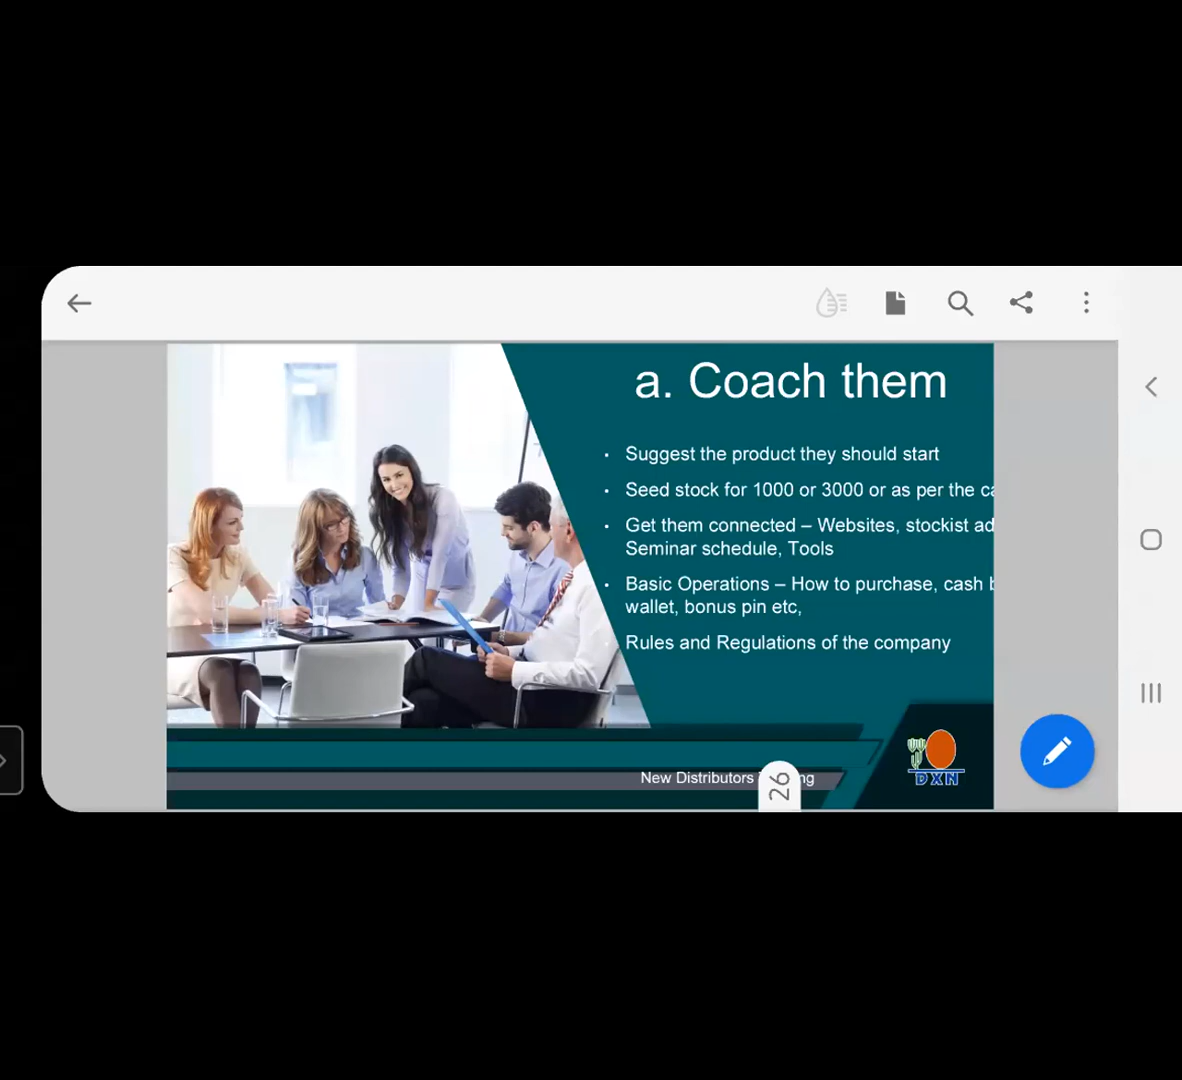 a. Coach them
· Suggest the product they should start
· Seed stock for 1000 or 3000 or as per the
· Get them connected – Websites, stockist
Seminar schedule, Tools
· Basic Operations – How to purchase, cash
wallet, bonus pin etc,
Rules and Regulations of the company
New Distributors
26
DXN